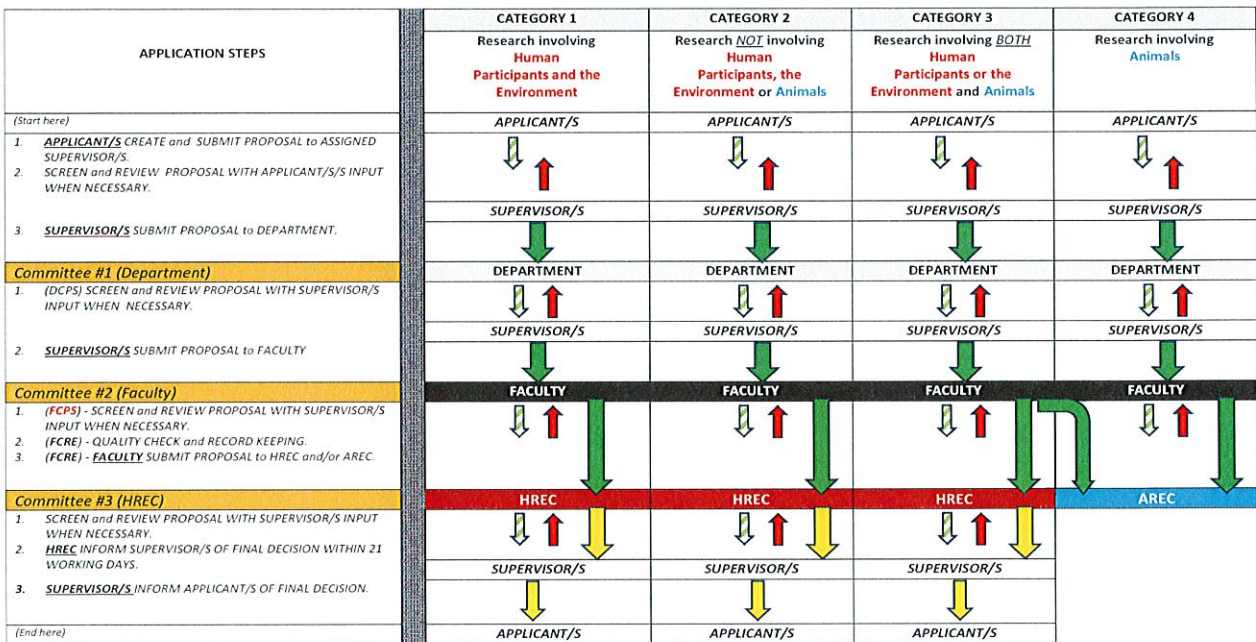 APPLICATION STEPS
CATEGORY 1
Research involving
Human
Participants and the
Environment
CATEGORY 2
Research NOT involving
Human
Participants, the
Environment or Animals
CATEGORY 3
Research involving BOTH
Human
Participants or the
Environment and Animals
CATEGORY 4
Research involving
Animals
(Start here)
APPLICANT/S
APPLICANT/S
APPLICANT/S
APPLICANT/S
1. APPLICANT/S CREATE and SUBMIT PROPOSAL to ASSIGNED
SUPERVISOR/S.
2. SCREEN and REVIEW PROPOSAL WITH APPLICANT/S/S INPUT
WHEN NECESSARY.
SUPERVISOR/S
SUPERVISOR/S
SUPERVISOR/S
SUPERVISOR/S
3. SUPERVISOR/S SUBMIT PROPOSAL to DEPARTMENT.
Committee #1 (Department)
DEPARTMENT
DEPARTMENT
DEPARTMENT
DEPARTMENT
1. (DCPS) SCREEN and REVIEW PROPOSAL WITH SUPERVISOR/S
INPUT WHEN NECESSARY.
SUPERVISOR/S
SUPERVISOR/S
SUPERVISOR/S
SUPERVISOR/S
2. SUPERVISOR/S SUBMIT PROPOSAL to FACULTY
Committee #2 (Faculty)
FACULTY
FACULTY
FACULTY
FACULTY
1. (FCPS) - SCREEN and REVIEW PROPOSAL WITH SUPERVISOR/S
INPUT WHEN NECESSARY.
2. (FCRE) - QUALITY CHECK and RECORD KEEPING.
3. (FCRE) - FACULTY SUBMIT PROPOSAL to HREC and/or AREC.
Committee #3 (HREC)
HREC
HREC
HREC
AREC
1. SCREEN and REVIEW PROPOSAL WITH SUPERVISOR/S INPUT
WHEN NECESSARY.
2. HREC INFORM SUPERVISOR/S OF FINAL DECISION WITHIN 21
WORKING DAYS.
SUPERVISOR/S
SUPERVISOR/S
SUPERVISOR/S
3. SUPERVISOR/S INFORM APPLICANT/S OF FINAL DECISION.
(End here)
APPLICANT/S
APPLICANT/S
APPLICANT/S